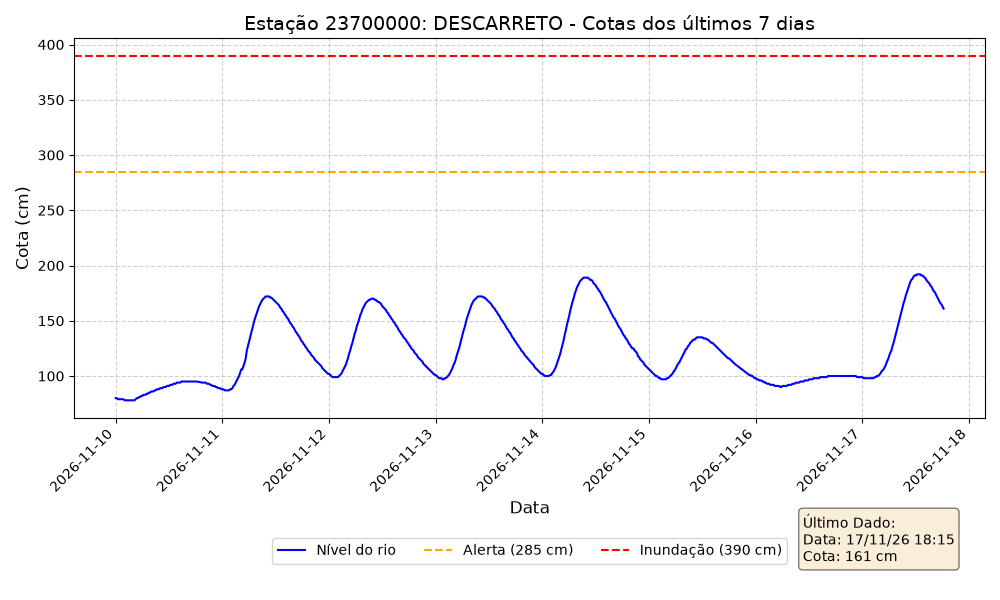 Estação 23700000: DESCARRETO - Cotas dos últimos 7 dias
400
350
300
250
200
150
100
Cota (cm)
2026-11-10
2026-11-11
2026-11-12
2026-11-13
2026-11-14
2026-11-15
2026-11-16
2026-11-17
2026-11-18
Data
Nível do rio
Alerta (285 cm)
Inundação (390 cm)
Último Dado:
Data: 17/11/26 18:15
Cota: 161 cm